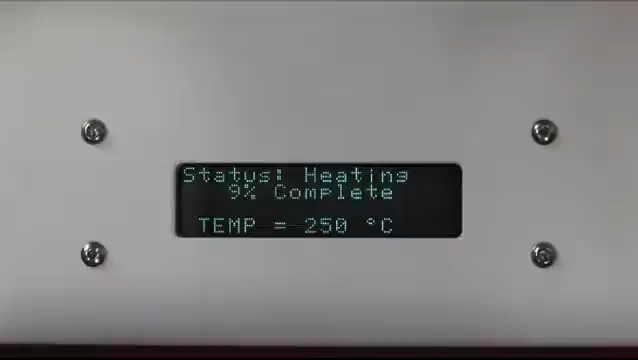 Status: Heating
9% Complete
TEMP = 250 °C